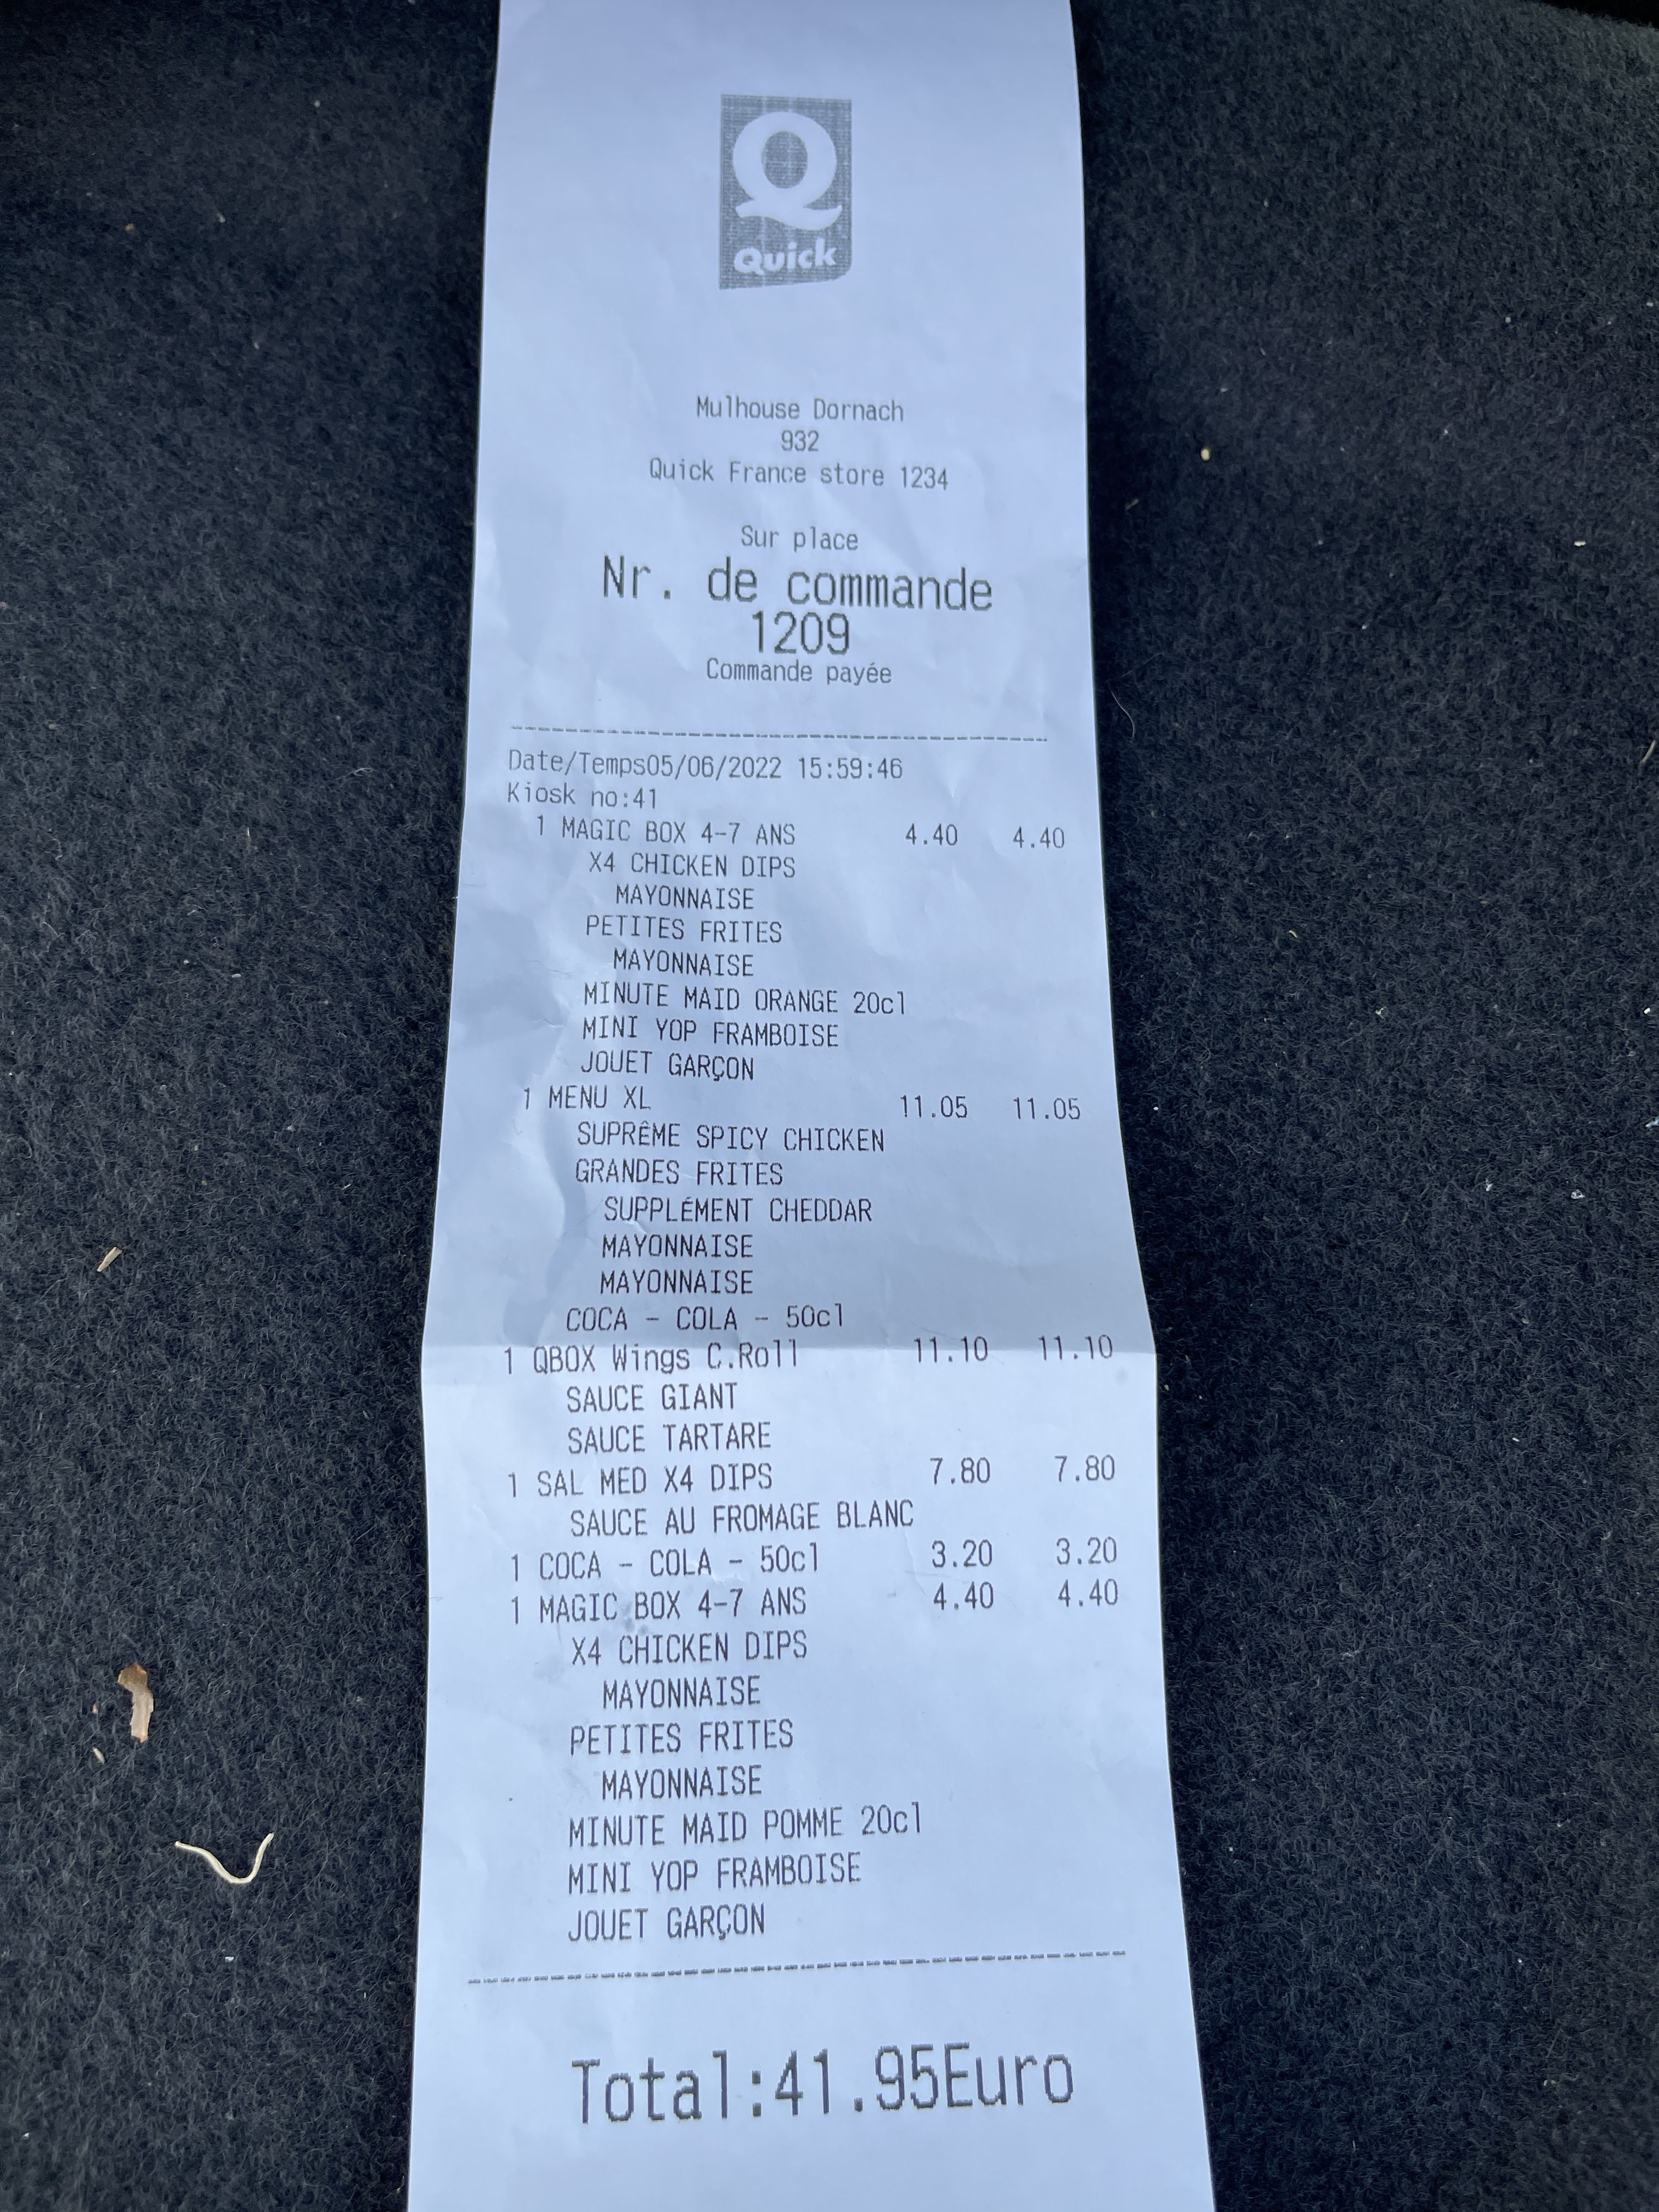 Q
Quick
Mulhouse Dornach
932
Quick France store 1234
Sur place
Nr. de commande
1209
Commande payée
Date/Temps05/06/2022 15:59:46
Kiosk no:41
1 MAGIC BOX 4-7 ANS 4.40 4.40
X4 CHICKEN DIPS
MAYONNAISE
PETITES FRITES
MAYONNAISE
MINUTE MAID ORANGE 20cl
MINI YOP FRAMBOISE
JOUET GARÇON
1 MENU XL 11.05 11.05
SUPRÊME SPICY CHICKEN
GRANDES FRITES
SUPPLÉMENT CHEDDAR
MAYONNAISE
MAYONNAISE
COCA - COLA - 50cl
1 QBOX Wings C.Roll 11.10 11.10
SAUCE GIANT
SAUCE TARTARE
1 SAL MED X4 DIPS 7.80 7.80
SAUCE AU FROMAGE BLANC
1 COCA - COLA - 50cl 3.20 3.20
1 MAGIC BOX 4-7 ANS 4.40 4.40
X4 CHICKEN DIPS
MAYONNAISE
PETITES FRITES
MAYONNAISE
MINUTE MAID POMME 20cl
MINI YOP FRAMBOISE
JOUET GARÇON
Total:41.95Euro